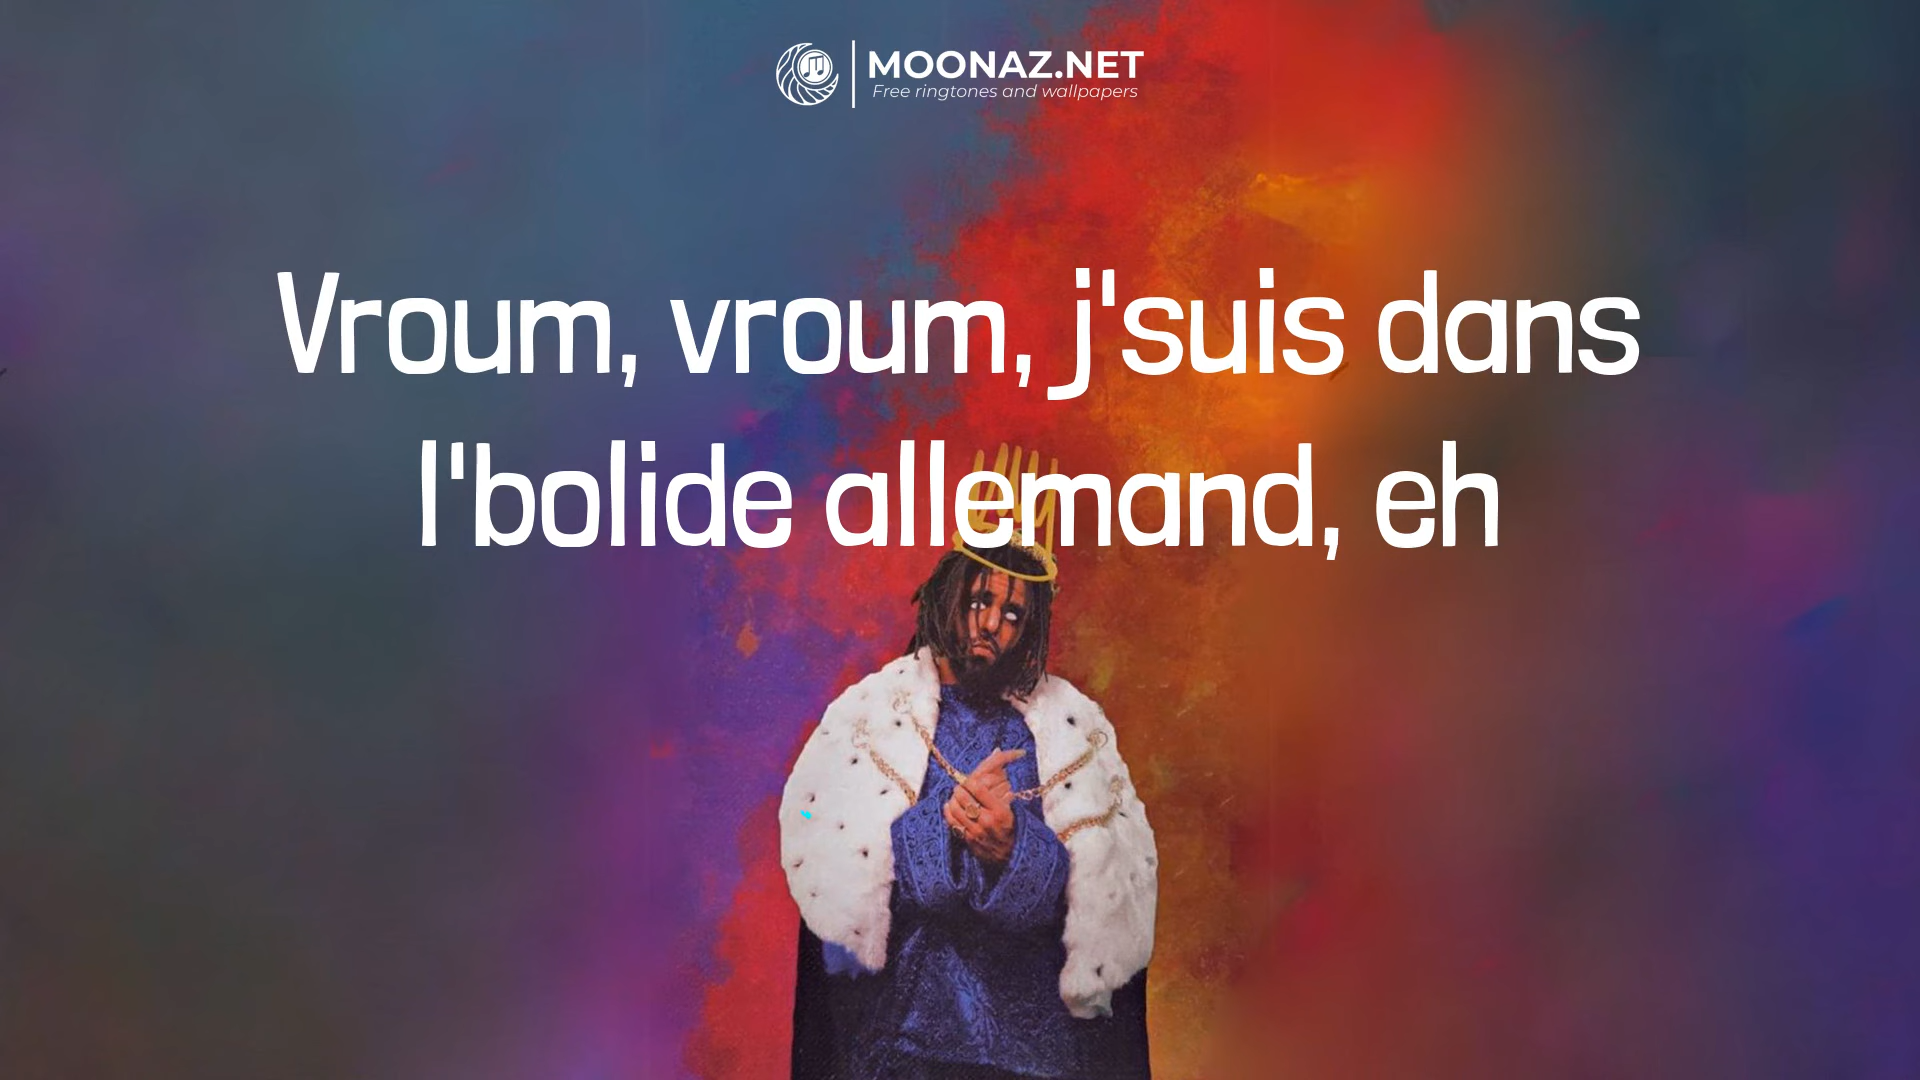 MOONAZ.NET
Free ringtones and wallpapers
Vroum, vroum, j'suis dans
l'bolide allemand, eh